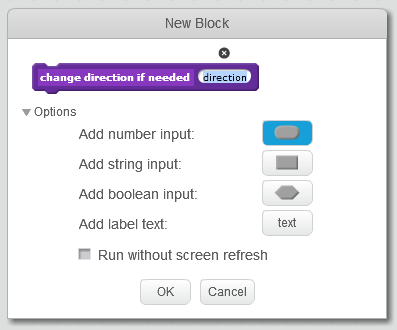 New Block
change direction if needed direction
Options
Add number input:
Add string input:
Add boolean input:
Add label text: text
Run without screen refresh
OK Cancel